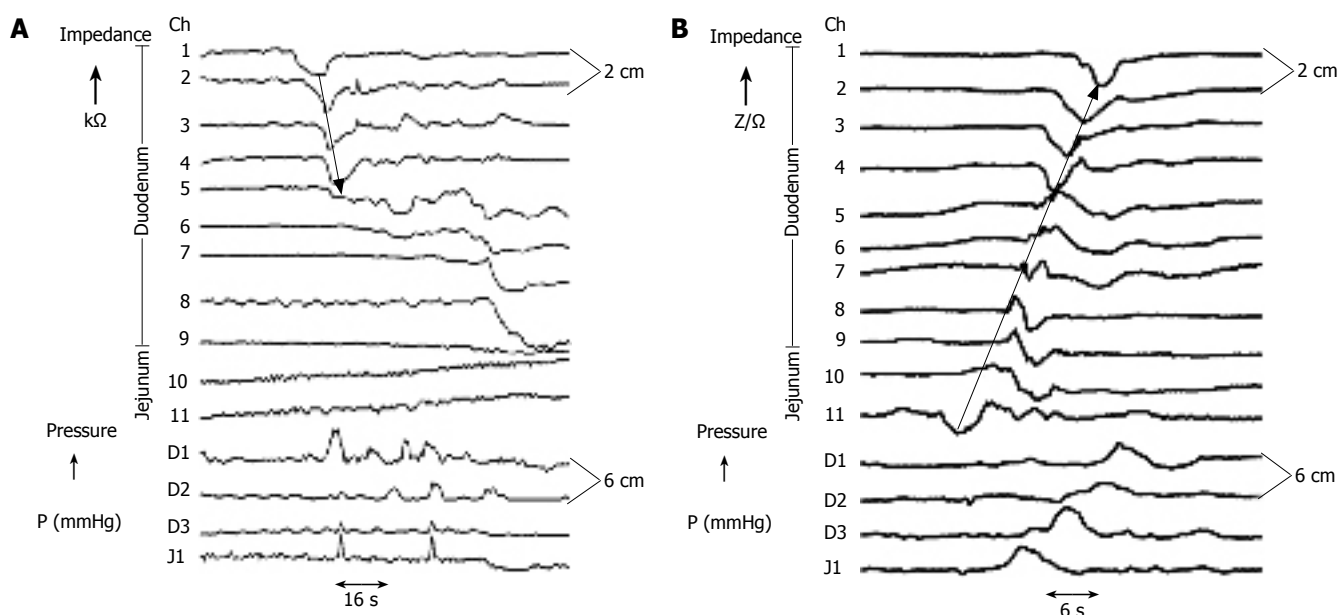 A
Impedance
kΩ
Duodenum
Jejunum
Pressure
P (mmHg)
Ch
1
2
3
4
5
6
7
8
9
10
11
D1
D2
D3
J1
2 cm
6 cm
16 s
B
Impedance
Z/Ω
Duodenum
Jejunum
Pressure
P (mmHg)
Ch
1
2
3
4
5
6
7
8
9
10
11
D1
D2
D3
J1
2 cm
6 cm
6 s